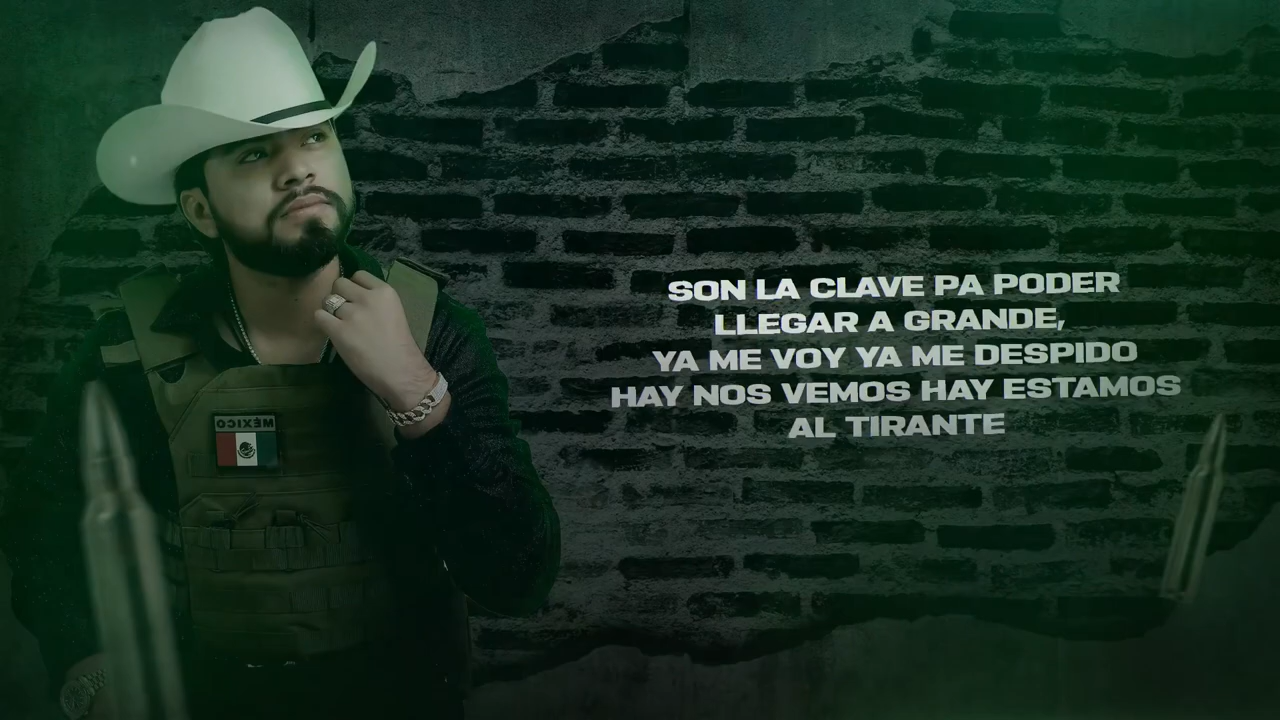 MÉXICO
SON LA CLAVE PA PODER
LLEGAR A GRANDE,
YA ME VOY YA ME DESPIDO
HAY NOS VEMOS HAY ESTAMOS
AL TIRANTE